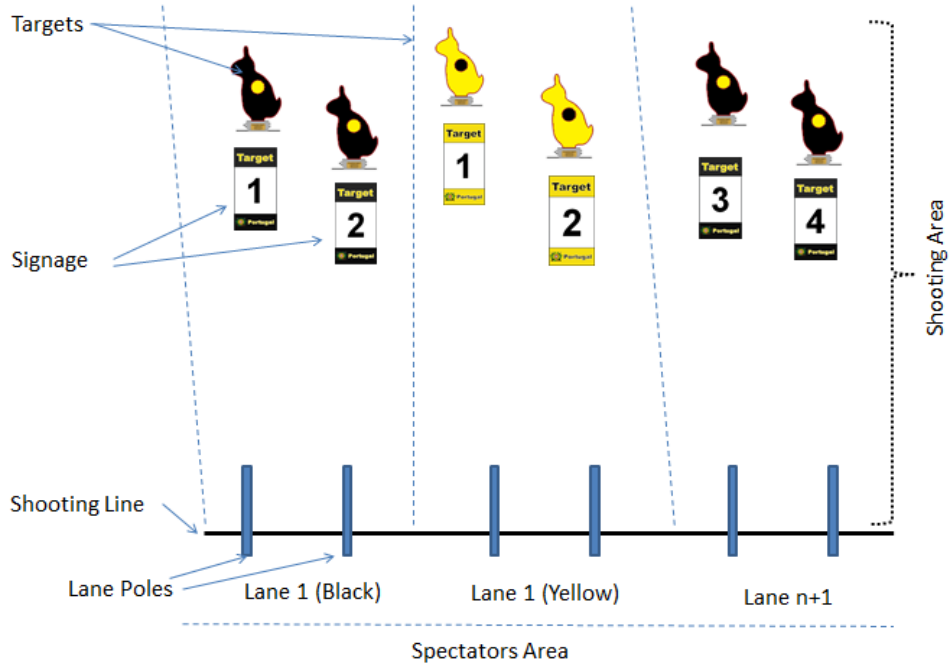 Targets
Target
1
Portugal
Target
2
Portugal
Target
1
Portugal
Target
2
Portugal
Target
3
Portugal
Target
4
Portugal
Signage
Shooting Area
Shooting Line
Lane Poles
Lane 1 (Black)
Lane 1 (Yellow)
Lane n+1
Spectators Area